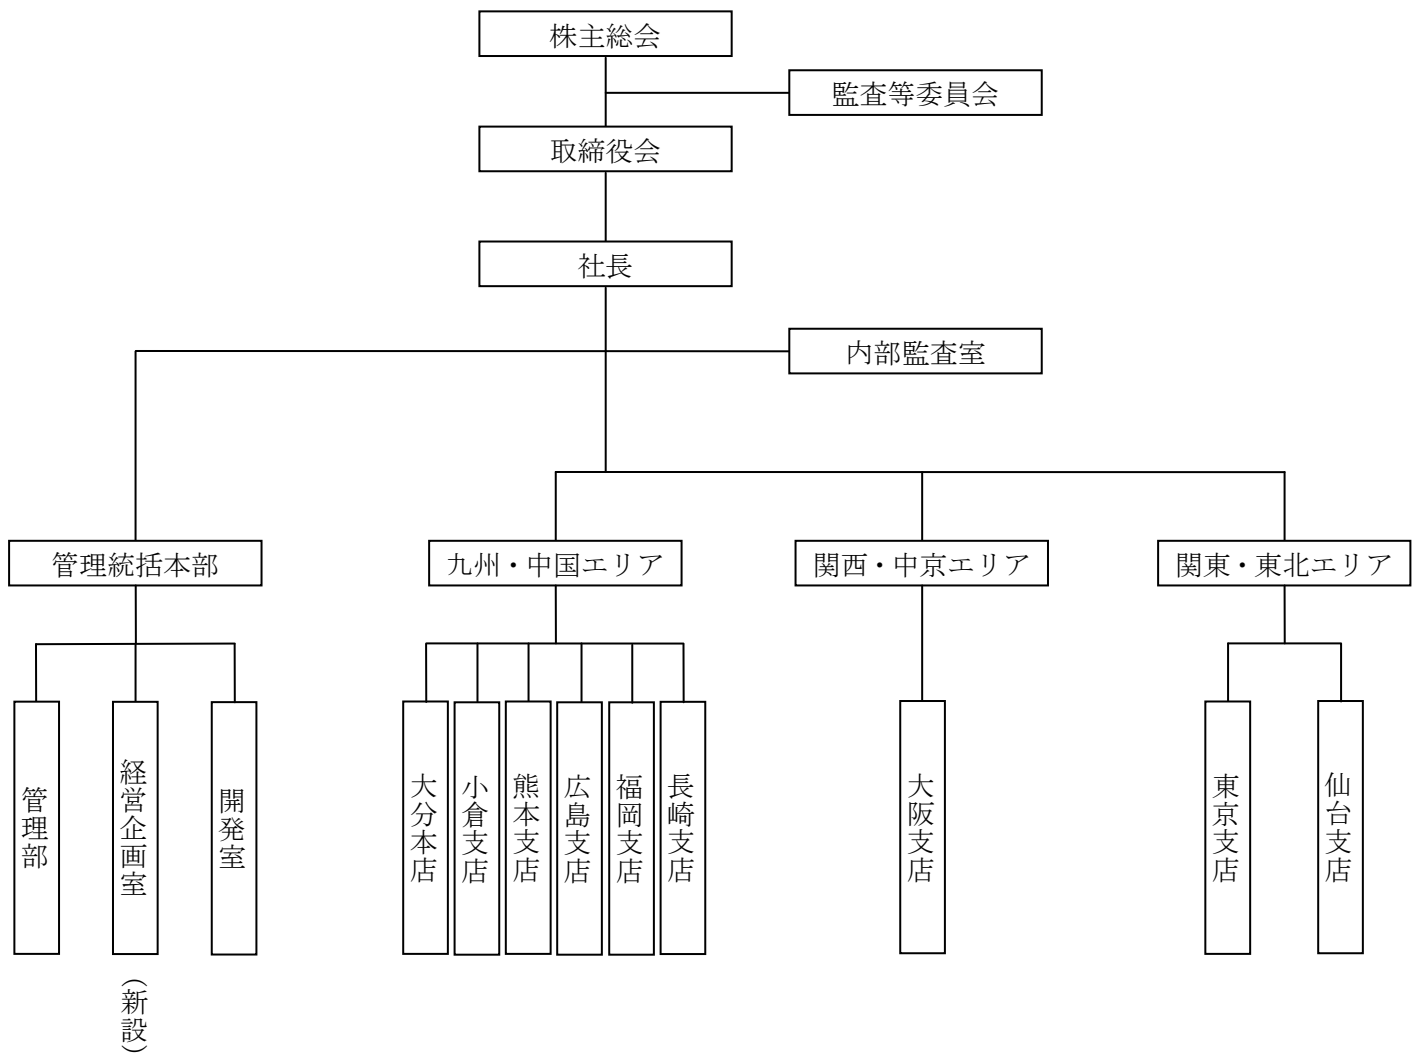 株主総会
監査等委員会
取締役会
社長
内部監査室
管理統括本部
九州・中国エリア
関西・中京エリア
関東・東北エリア
管理部
経営企画室
開発室
大分本店
小倉支店
熊本支店
広島支店
福岡支店
長崎支店
大阪支店
東京支店
仙台支店
（新設）